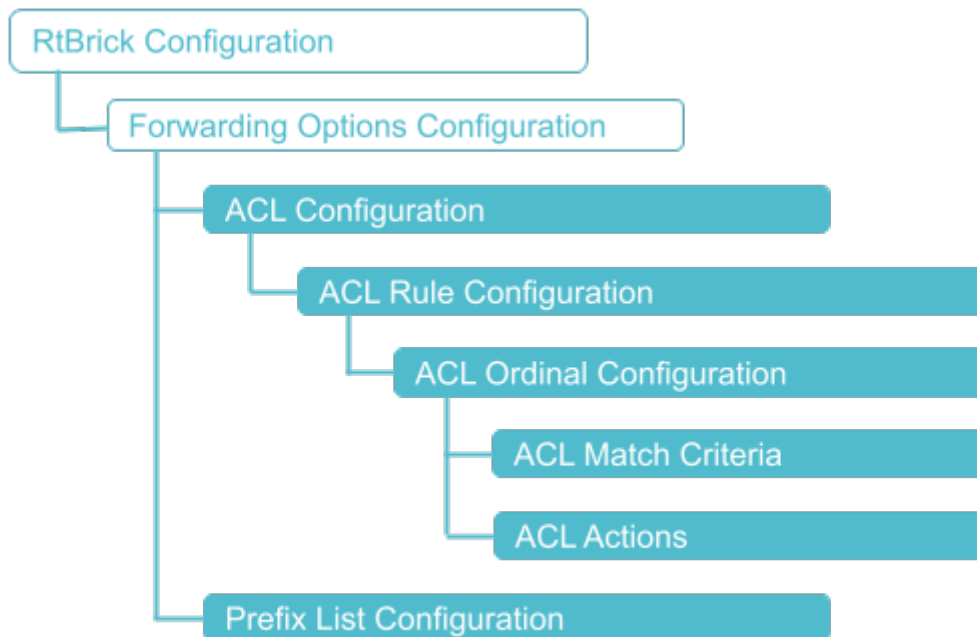 RtBrick Configuration
Forwarding Options Configuration
ACL Configuration
ACL Rule Configuration
ACL Ordinal Configuration
ACL Match Criteria
ACL Actions
Prefix List Configuration